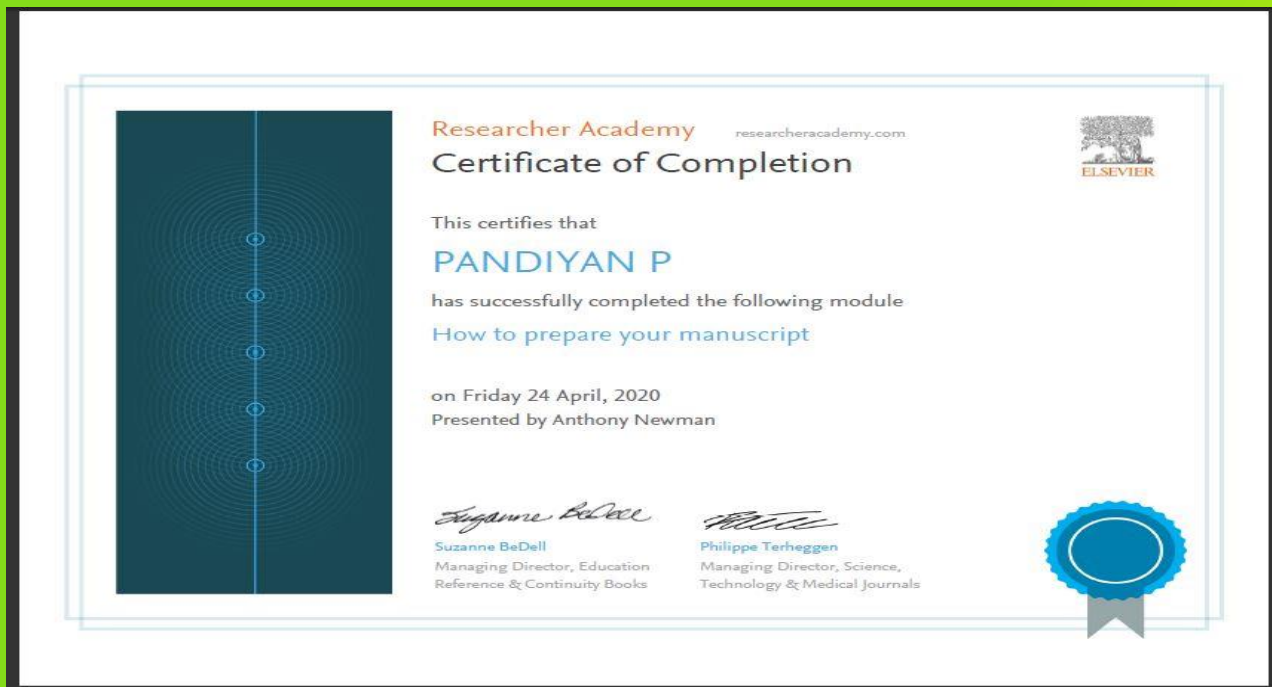 Researcher Academy researcheracademy.com
Certificate of Completion
ELSEVIER
This certifies that
PANDIYAN P
has successfully completed the following module
How to prepare your manuscript
on Friday 24 April, 2020
Presented by Anthony Newman
Suzanne BeDell
Suzanne BeDell
Managing Director, Education
Reference & Continuity Books
Philippe Terheggen
Managing Director, Science,
Technology & Medical Journals